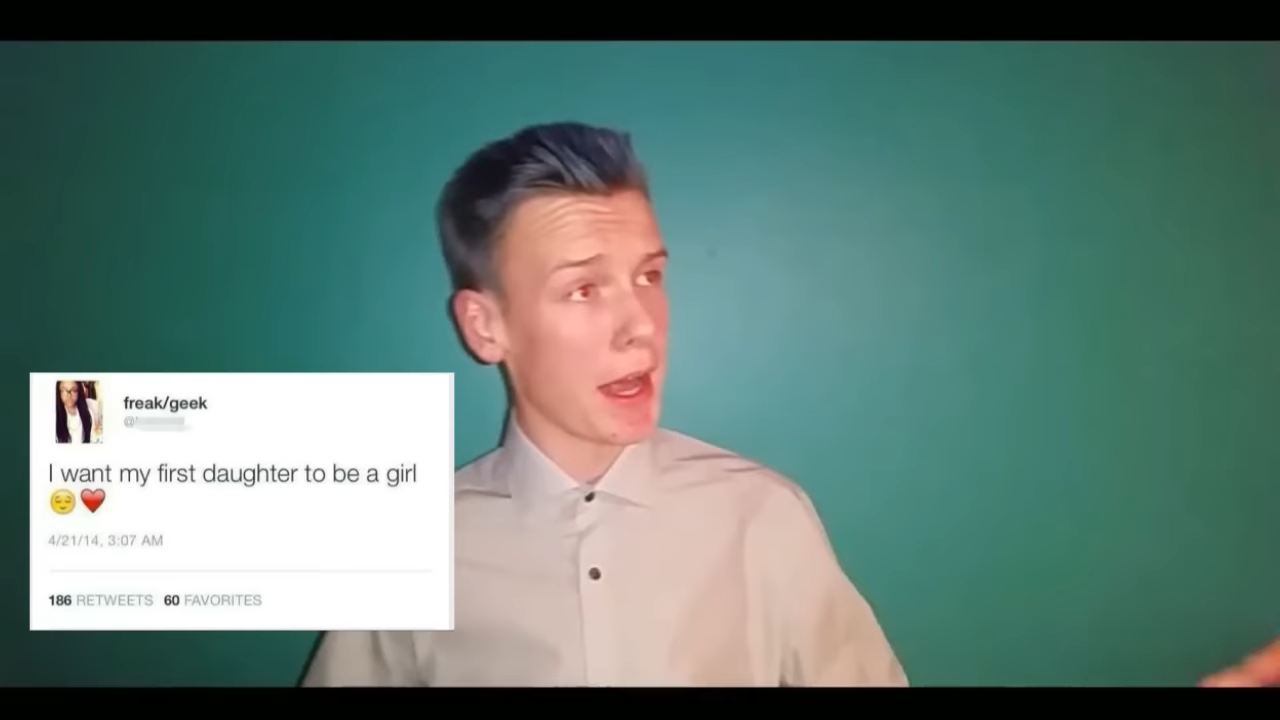 freak/geek
I want my first daughter to be a girl
😌❤️
4/21/14, 3:07 AM
186 RETWEETS 60 FAVORITES